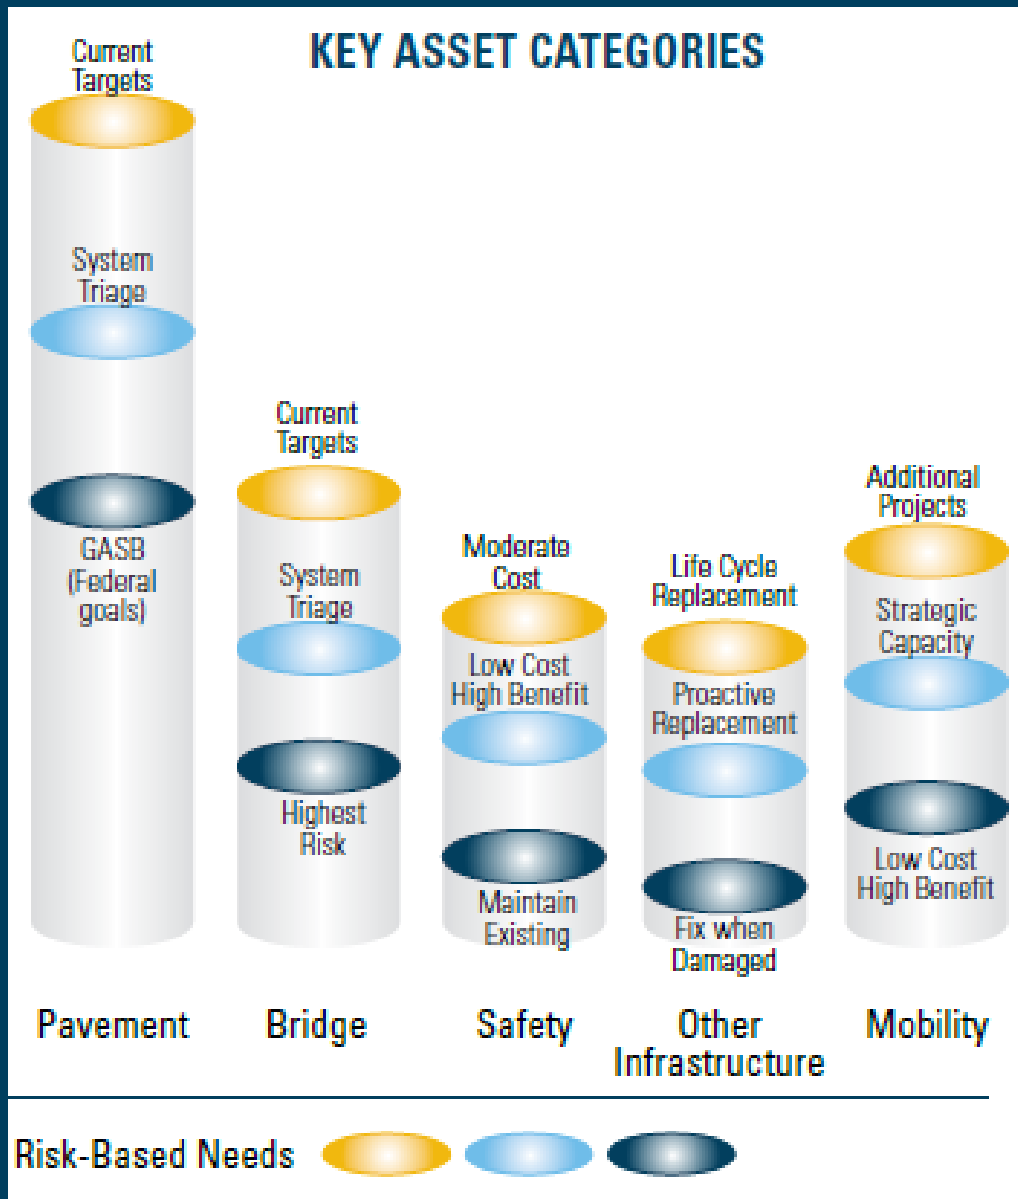 KEY ASSET CATEGORIES
Current
Targets
System
Triage
GASB
(Federal
goals)
Current
Targets
System
Triage
Highest
Risk
Moderate
Cost
Low Cost
High Benefit
Maintain
Existing
Life Cycle
Replacement
Proactive
Replacement
Fix when
Damaged
Additional
Projects
Strategic
Capacity
Low Cost
High Benefit
Pavement
Bridge
Safety
Other
Infrastructure
Mobility
Risk-Based Needs